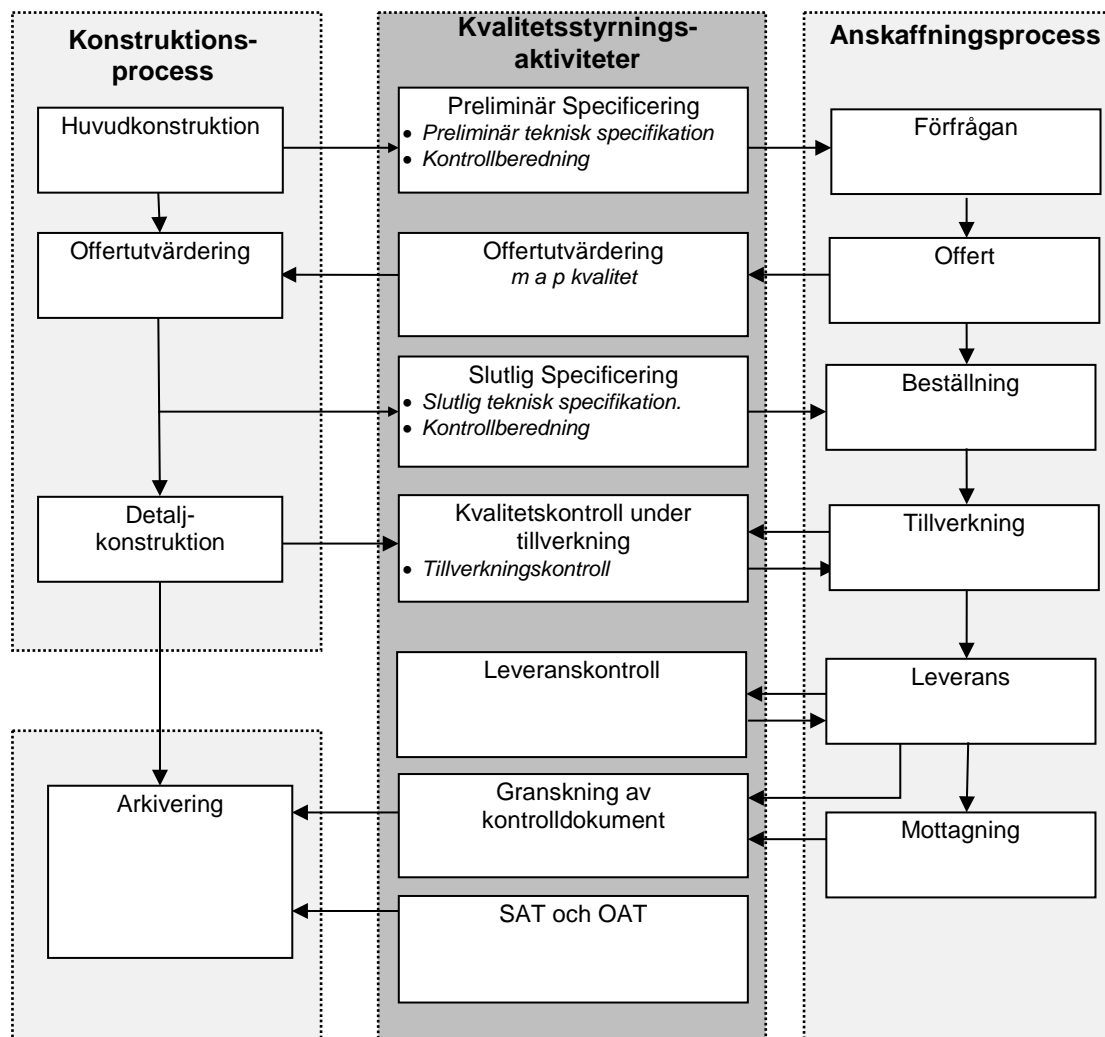 Konstruktions-
process
Huvudkonstruktion
Offertutvärdering
Detalj-
konstruktion
Arkivering
Kvalitetsstyrnings-
aktiviteter
Preliminär Specificering
• Preliminär teknisk specifikation
• Kontrollberedning
Offertutvärdering
m a p kvalitet
Slutlig Specificering
• Slutlig teknisk specifikation.
• Kontrollberedning
Kvalitetskontroll under
tillverkning
• Tillverkningskontroll
Leveranskontroll
Granskning av
kontrolldokument
SAT och OAT
Anskaffningsprocess
Förfrågan
Offert
Beställning
Tillverkning
Leverans
Mottagning